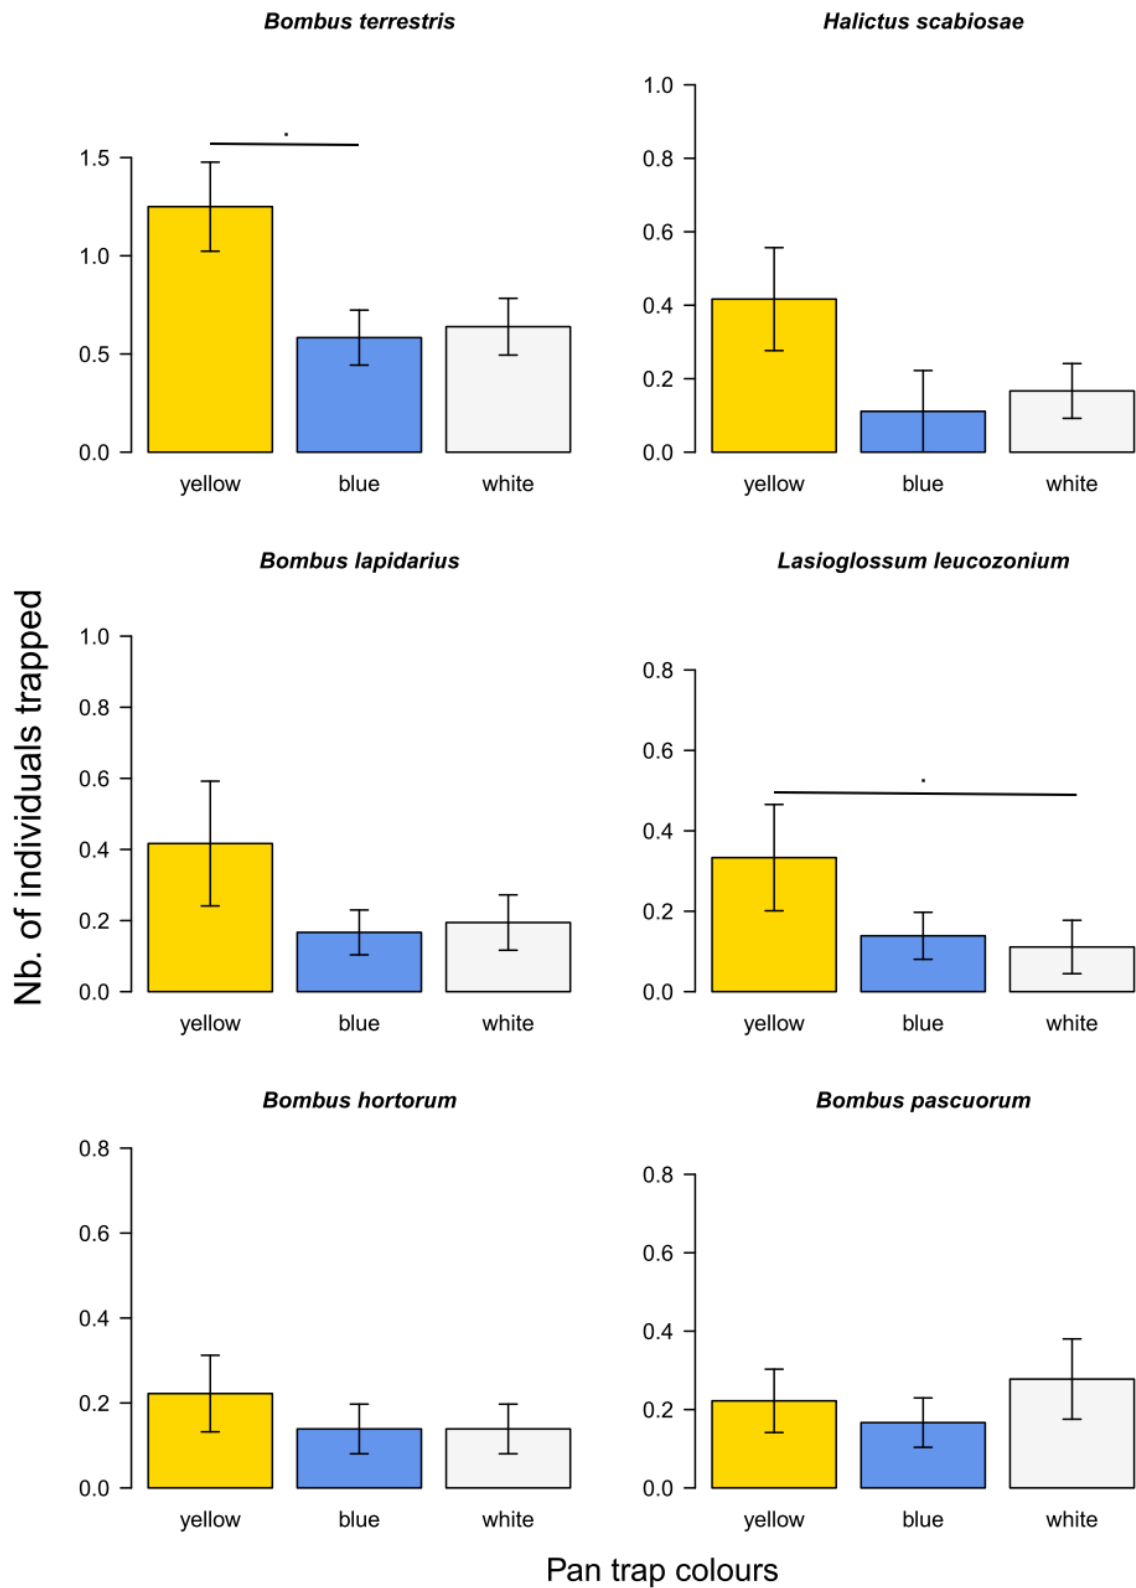 Bombus terrestris
1.5
1.0
0.5
0.0
yellow blue white
Halictus scabiosae
1.0
0.8
0.6
0.4
0.2
0.0
yellow blue white
Nb. of individuals trapped
Bombus lapidarius
1.0
0.8
0.6
0.4
0.2
0.0
yellow blue white
Lasioglossum leucozonium
0.8
0.6
0.4
0.2
0.0
yellow blue white
Bombus hortorum
0.8
0.6
0.4
0.2
0.0
yellow blue white
Bombus pascuorum
0.8
0.6
0.4
0.2
0.0
yellow blue white
Pan trap colours